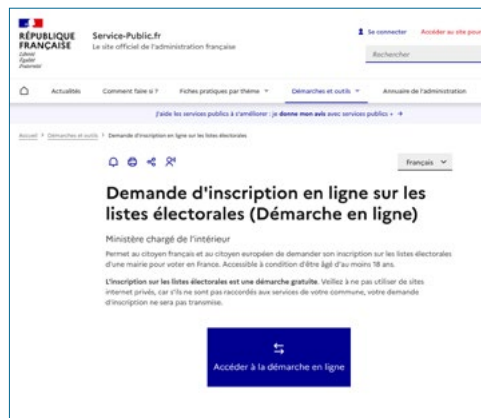 RÉPUBLIQUE
FRANÇAISE
Liberté
Égalité
Fraternité
Service-Public.fr
Le site officiel de l'administration française
Se connecter Accéder au site pour
Rechercher
Actualités Comment faire si ? Fiches pratiques par thème Démarches et outils Annuaire de l'administration
J'aide les services publics à s'améliorer : je donne mon avis avec services publics + →
Accueil > Démarches et outils > Demande d'inscription en ligne sur les listes électorales
Français
Demande d'inscription en ligne sur les
listes électorales (Démarche en ligne)
Ministère chargé de l'intérieur
Permet au citoyen français et au citoyen européen de demander son inscription sur les listes électorales
d'une mairie pour voter en France. Accessible à condition d'être âgé d'au moins 18 ans.
L'inscription sur les listes électorales est une démarche gratuite. Veillez à ne pas utiliser de sites
internet privés, car s'ils ne sont pas raccordés aux services de votre commune, votre demande
d'inscription ne sera pas transmise.
Accéder à la démarche en ligne